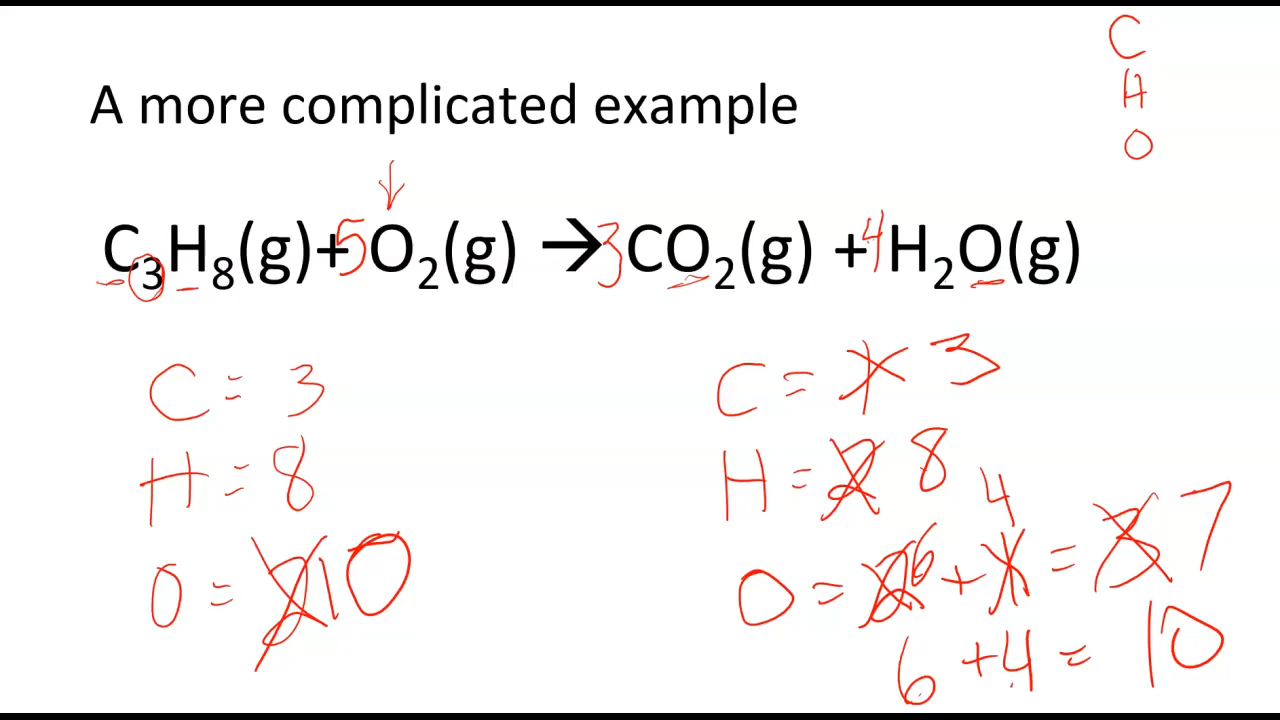 C
H
O
A more complicated example
C₃H₈(g)+5O₂(g) → 3CO₂(g) +4H₂O(g)
C = 3
C = 1 3
H = 8
H = 2 8
4
O = 2 10
O = 2 6 + 1 = 3 7
6 + 4 = 10